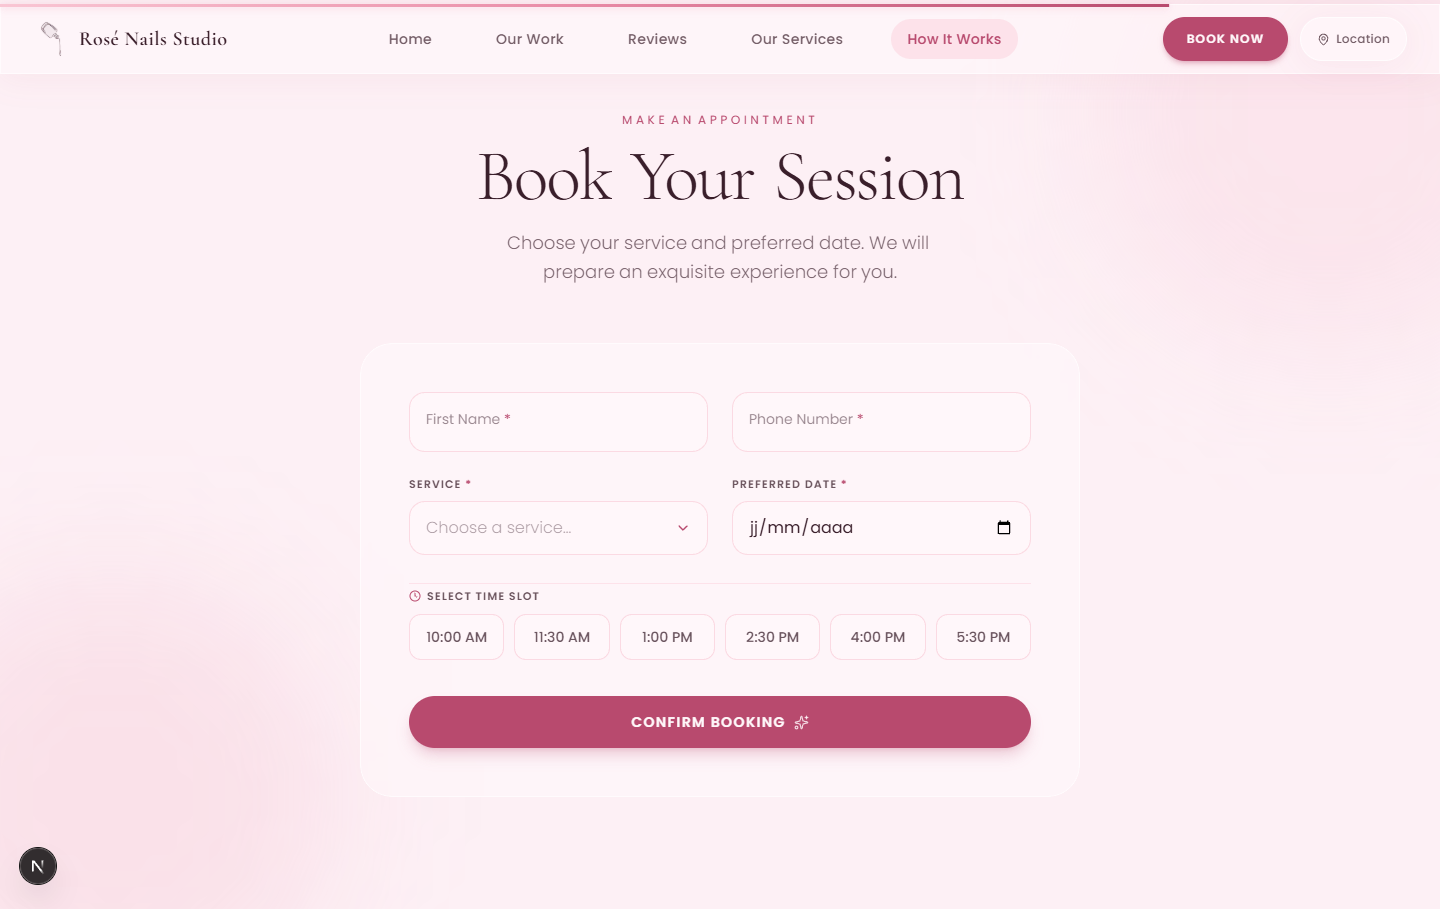 Rosé Nails Studio
Home
Our Work
Reviews
Our Services
How It Works
BOOK NOW
Location
MAKE AN APPOINTMENT
Book Your Session
Choose your service and preferred date. We will
prepare an exquisite experience for you.
First Name *
Phone Number *
SERVICE *
PREFERRED DATE *
Choose a service...
jj/mm/aaaa
SELECT TIME SLOT
10:00 AM
11:30 AM
1:00 PM
2:30 PM
4:00 PM
5:30 PM
CONFIRM BOOKING
N